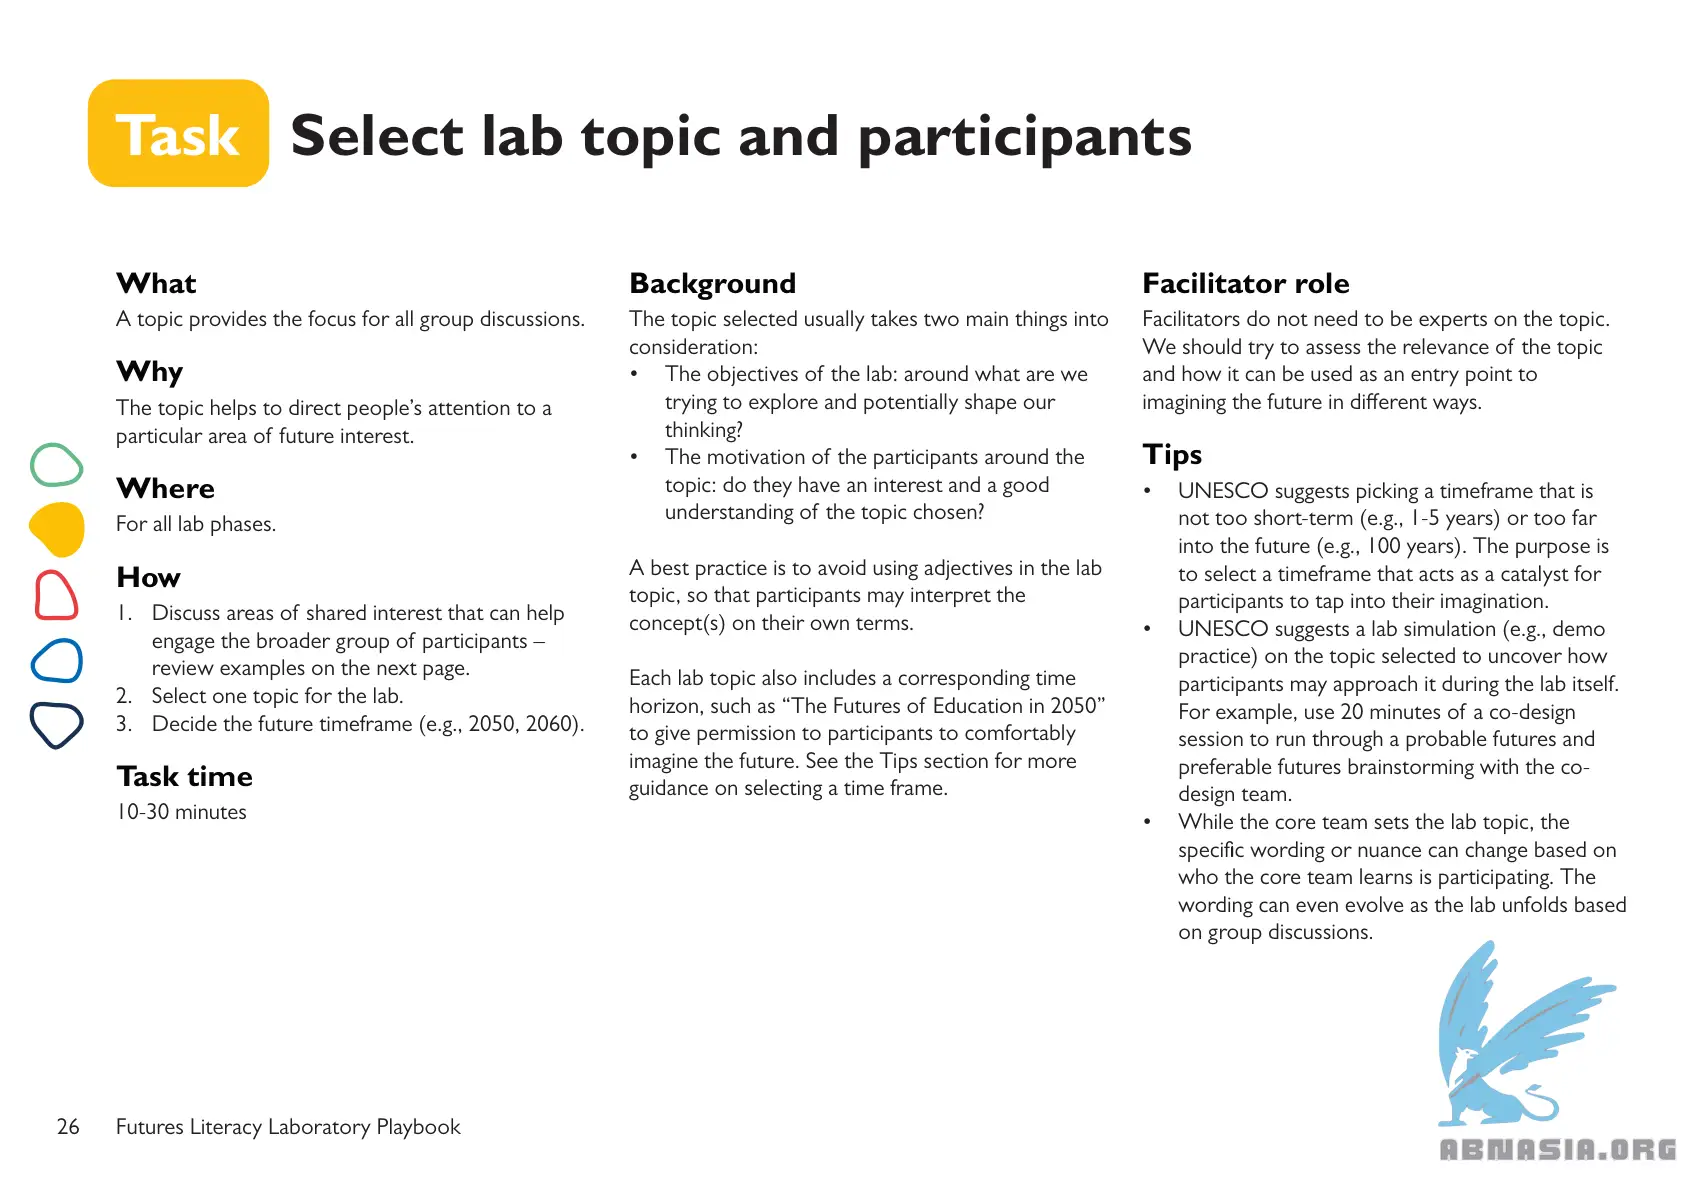 Task
Select lab topic and participants
What
A topic provides the focus for all group discussions.
Why
The topic helps to direct people's attention to a
particular area of future interest.
Where
For all lab phases.
How
1. Discuss areas of shared interest that can help
engage the broader group of participants –
review examples on the next page.
2. Select one topic for the lab.
3. Decide the future timeframe (e.g., 2050, 2060).
Task time
10-30 minutes
Background
The topic selected usually takes two main things into
consideration:
• The objectives of the lab: around what are we
trying to explore and potentially shape our
thinking?
• The motivation of the participants around the
topic: do they have an interest and a good
understanding of the topic chosen?
A best practice is to avoid using adjectives in the lab
topic, so that participants may interpret the
concept(s) on their own terms.
Each lab topic also includes a corresponding time
horizon, such as “The Futures of Education in 2050”
to give permission to participants to comfortably
imagine the future. See the Tips section for more
guidance on selecting a time frame.
Facilitator role
Facilitators do not need to be experts on the topic.
We should try to assess the relevance of the topic
and how it can be used as an entry point to
imagining the future in different ways.
Tips
• UNESCO suggests picking a timeframe that is
not too short-term (e.g., 1-5 years) or too far
into the future (e.g., 100 years). The purpose is
to select a timeframe that acts as a catalyst for
participants to tap into their imagination.
• UNESCO suggests a lab simulation (e.g., demo
practice) on the topic selected to uncover how
participants may approach it during the lab itself.
For example, use 20 minutes of a co-design
session to run through a probable futures and
preferable futures brainstorming with the co-
design team.
• While the core team sets the lab topic, the
specific wording or nuance can change based on
who the core team learns is participating. The
wording can even evolve as the lab unfolds based
on group discussions.
26 Futures Literacy Laboratory Playbook
ABNASIA.ORG